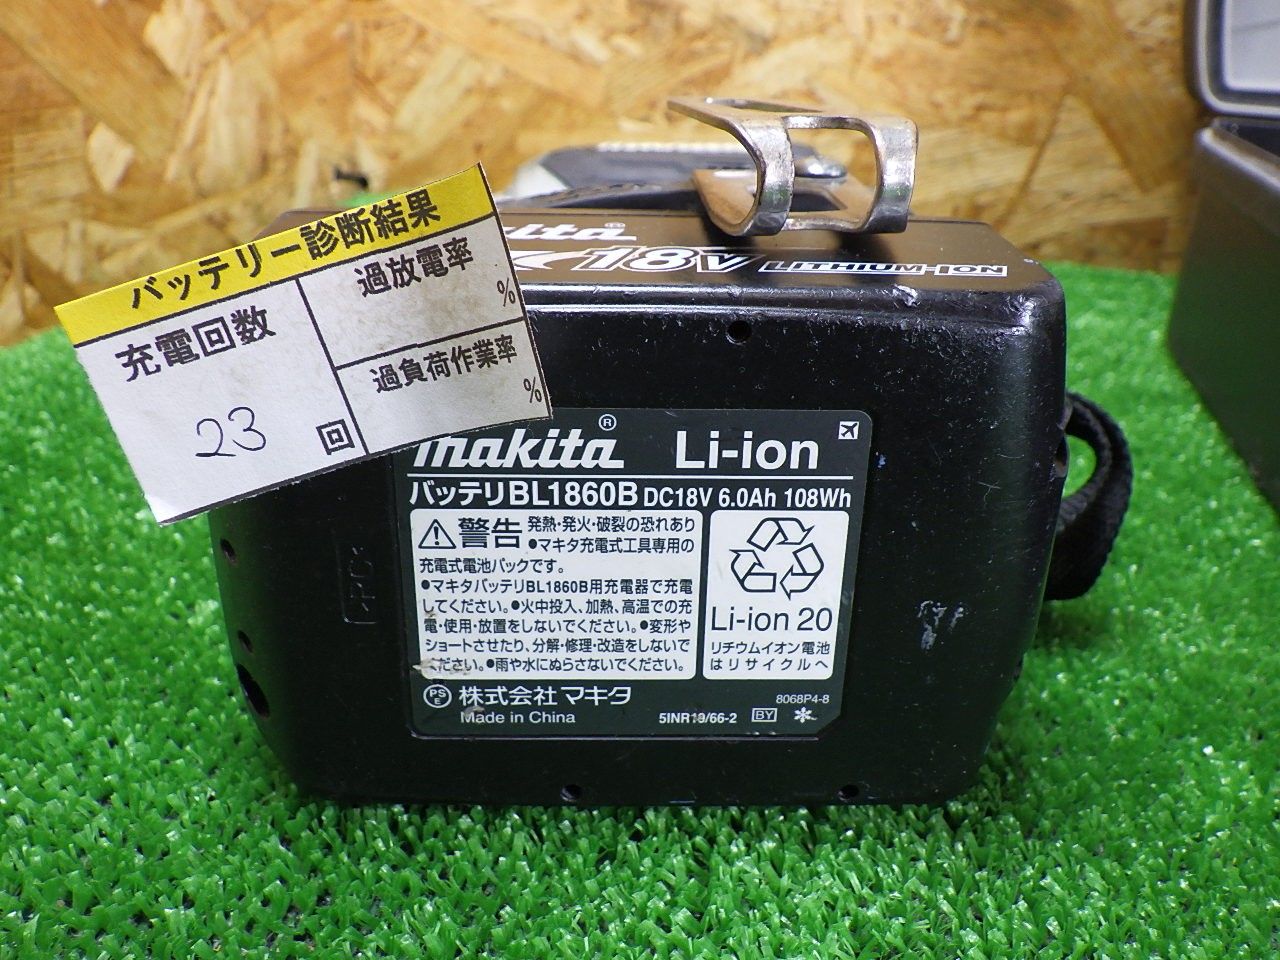 バッテリー診断結果
充電回数
23
回
過放電率
%
過負荷作業率
%
18V LITHIUM-ION
makita® Li-ion
バッテリBL1860B DC18V 6.0Ah 108Wh
警告 発熱・発火・破裂の恐れあり
●マキタ充電式工具専用の
充電式電池パックです。
●マキタバッテリBL1860B用充電器で充電
してください。●火中投入、加熱、高温での充
電・使用・放置をしないでください。●変形や
ショートさせたり、分解・修理・改造をしないで
ください。●雨や水にぬらさないでください。
Li-ion 20
リチウムイオン電池
はリサイクルへ
PS E 株式会社マキタ
Made in China
8068P4-8
5INR19/66-2 BY